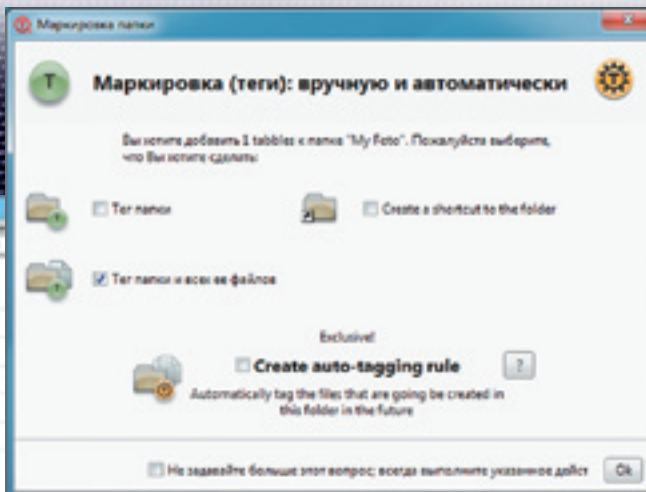 Маркировка папки
T
Маркировка (теги): вручную и автоматически
T
Вы хотите добавить 1 tabbles к папке "My Foto". Пожалуйста выберите,
что Вы хотите сделать:
Тег папки
Create a shortcut to the folder
Тег папки и всех ее файлов
Exclusive!
Create auto-tagging rule
?
Automatically tag the files that are going be created in
this folder in the future
Не задавайте больше этот вопрос; всегда выполните указанное дейст
Ok